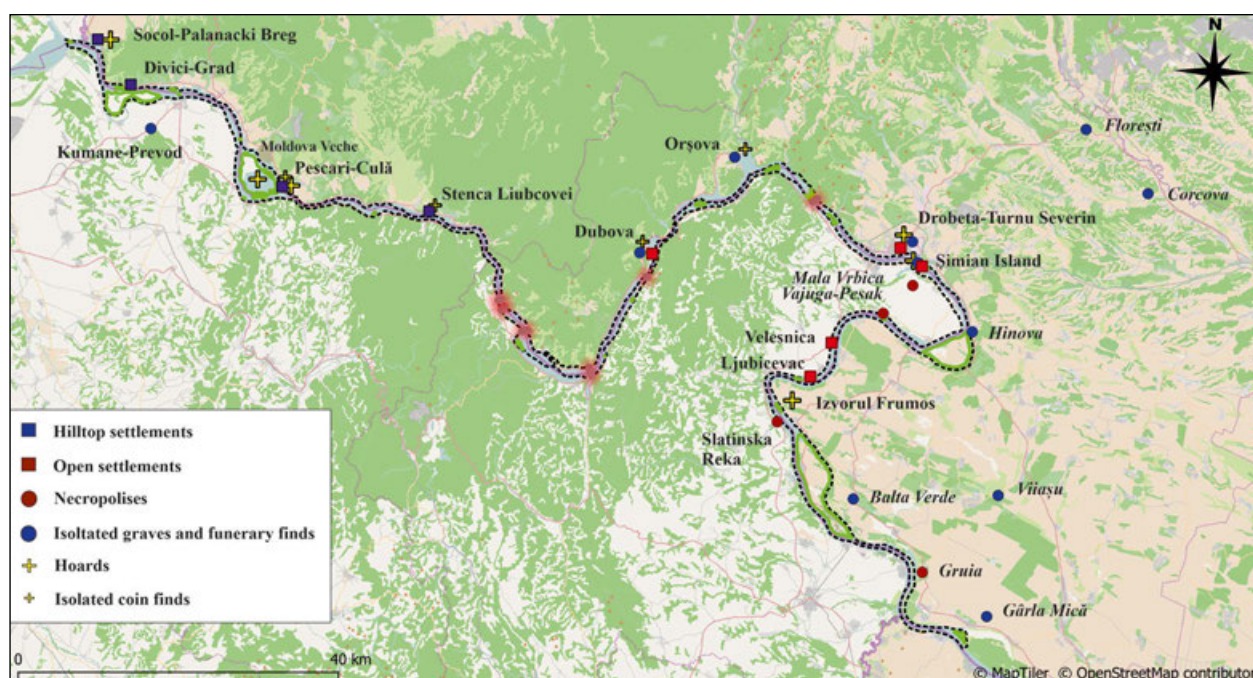 N
Socol-Palanacki Breg
Divici-Grad
Kumane-Prevod
Moldova Veche
Pescari-Culă
Stenca Liubcovei
Orşova
Dubova
Floreşti
Corcova
Drobeta-Turnu Severin
Şimian Island
Mala Vrbica
Vajuga-Pesak
Hinova
Velesnica
Ljubicevac
Izvorul Frumos
Slatinska
Reka
Balta Verde
Viiaşu
Gruia
Gârla Mică
Hilltop settlements
Open settlements
Necropolises
Isoltated graves and funerary finds
Hoards
Isolated coin finds
0
40 km
© MapTiler © OpenStreetMap contributor